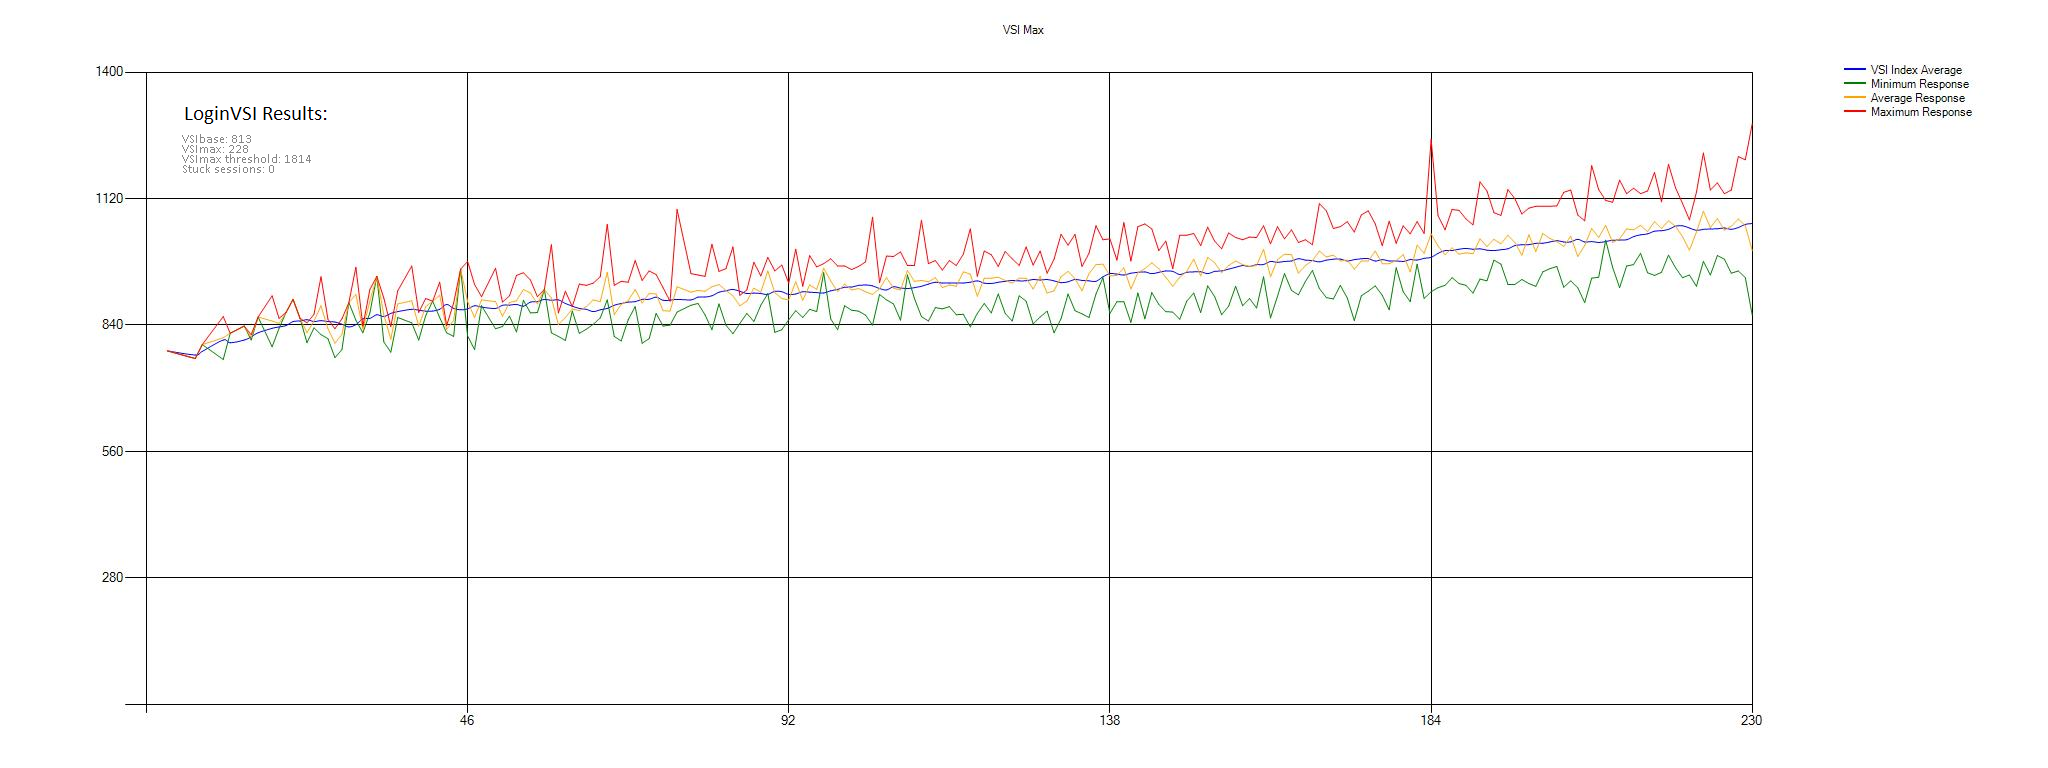 VSI Max
1400
1120
840
560
280
46
92
138
184
230
LoginVSI Results:
VSIbase: 813
VSImax: 228
VSImax threshold: 1814
Stuck sessions: 0
VSI Index Average
Minimum Response
Average Response
Maximum Response